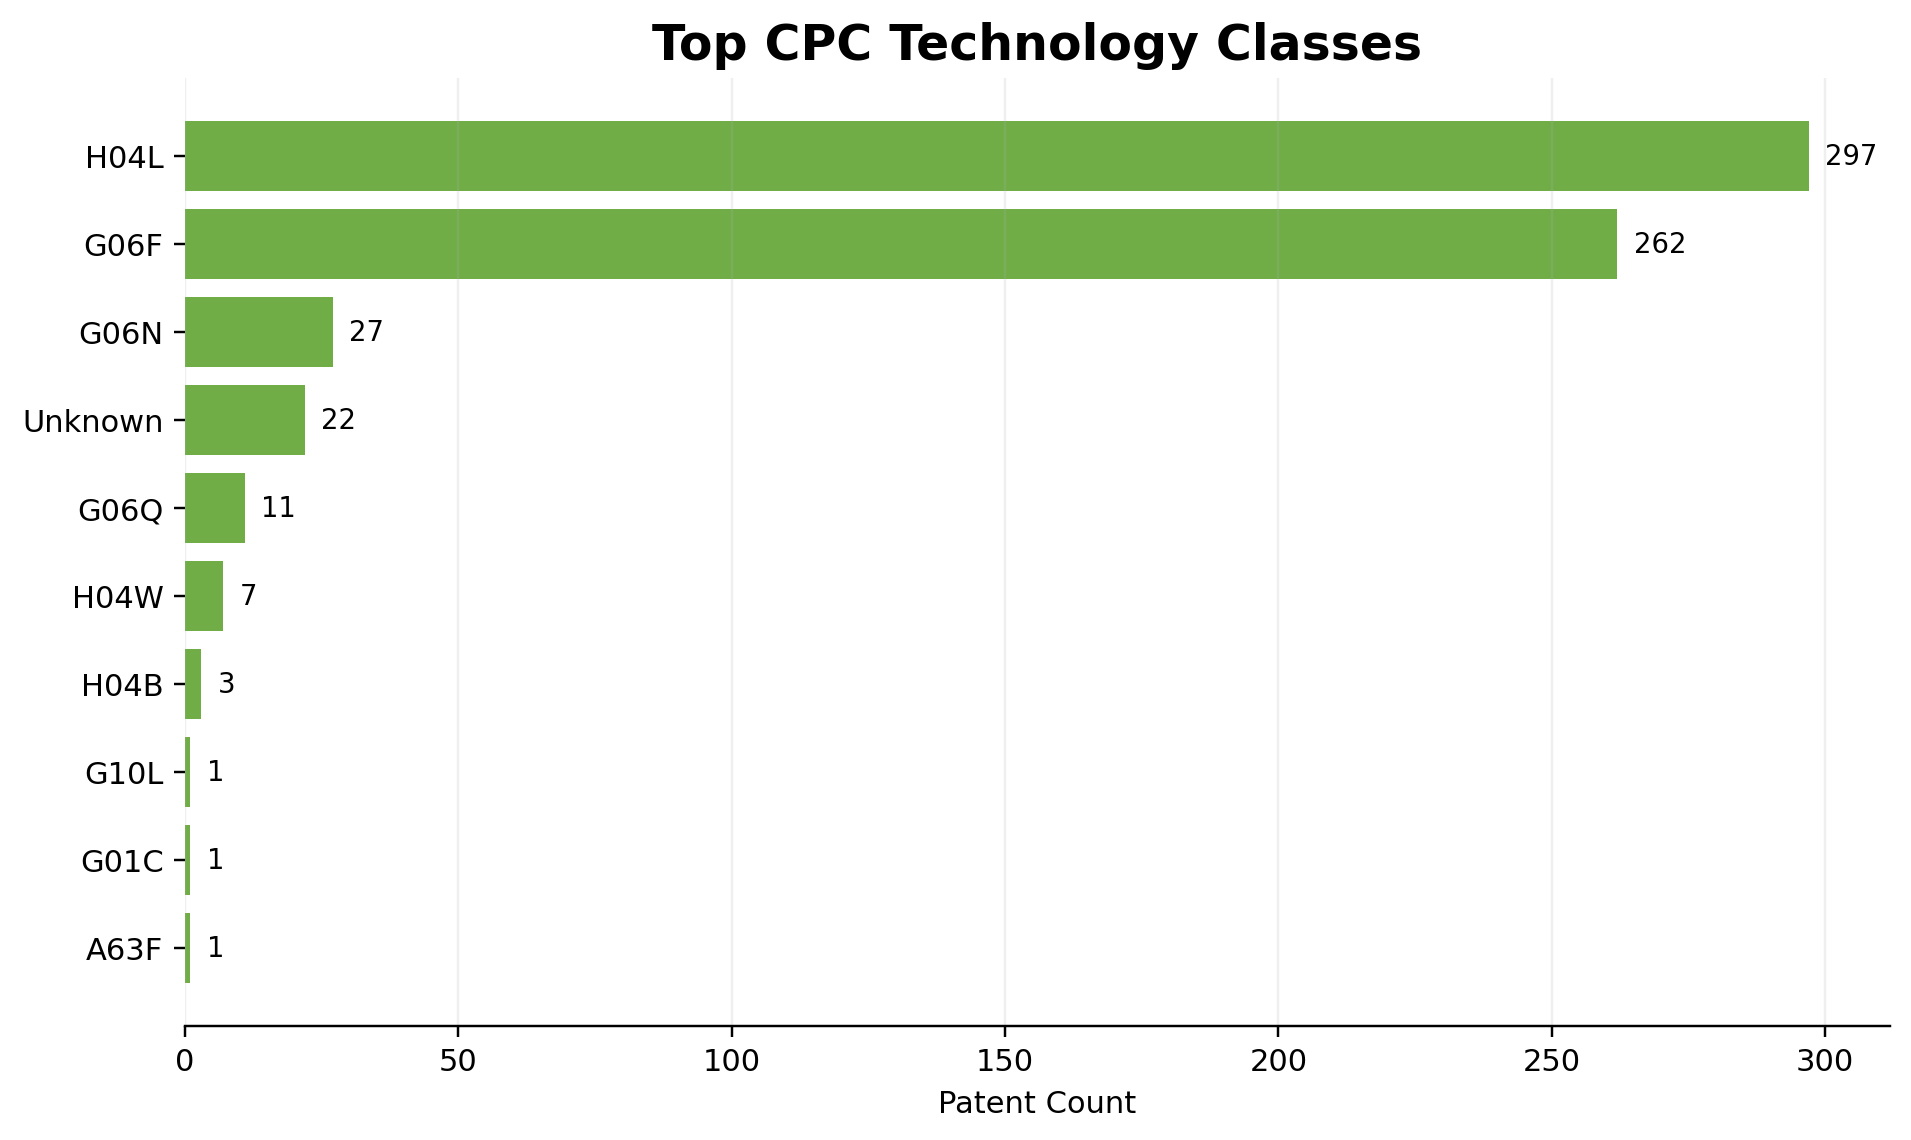 Top CPC Technology Classes
H04L 297
G06F 262
G06N 27
Unknown 22
G06Q 11
H04W 7
H04B 3
G10L 1
G01C 1
A63F 1
0 50 100 150 200 250 300
Patent Count